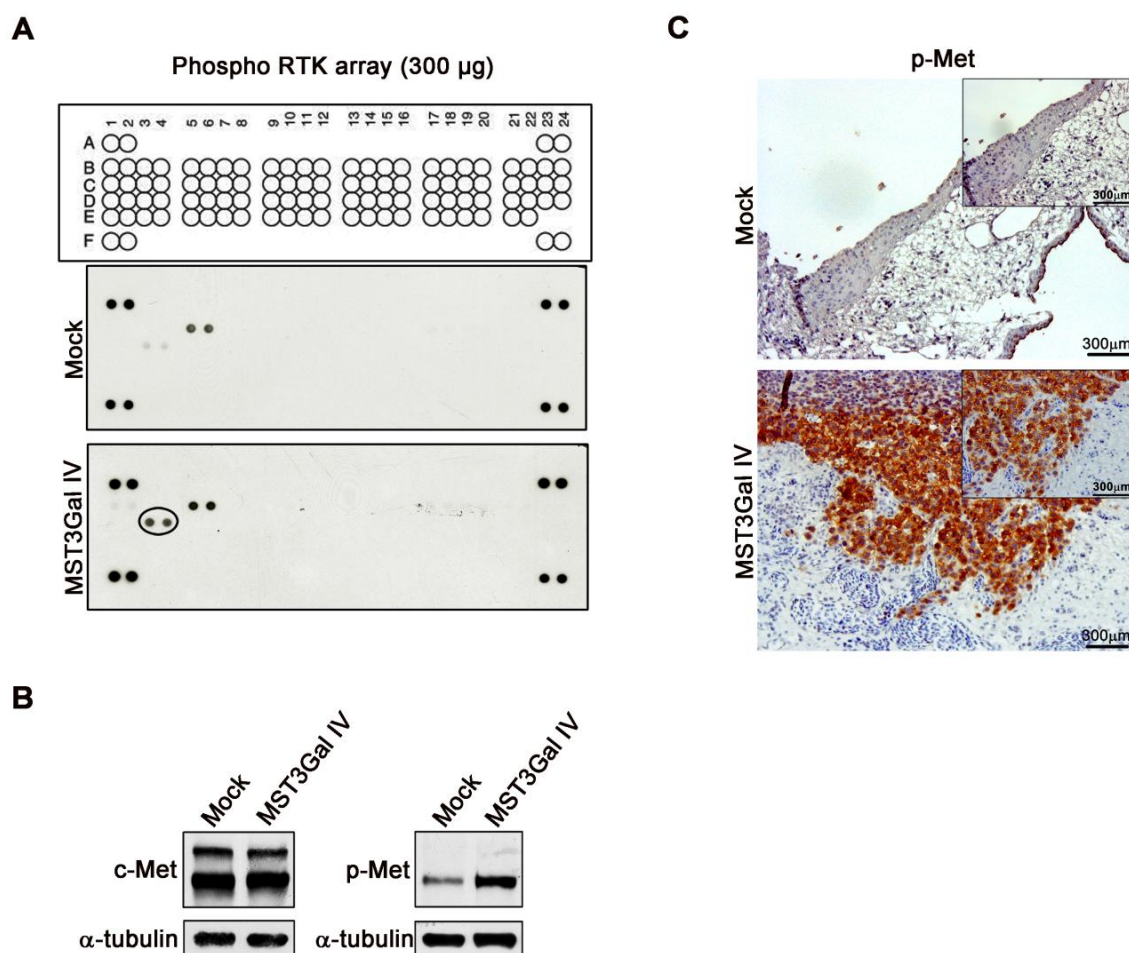 A
Phospho RTK array (300 µg)
1 2 3 4 5 6 7 8 9 10 11 12 13 14 15 16 17 18 19 20 21 22 23 24
A
B
C
D
E
F
Mock
MST3Gal IV
B
Mock
MST3Gal IV
c-Met
α-tubulin
Mock
MST3Gal IV
p-Met
α-tubulin
C
p-Met
Mock
300µm
300µm
MST3Gal IV
300µm
300µm